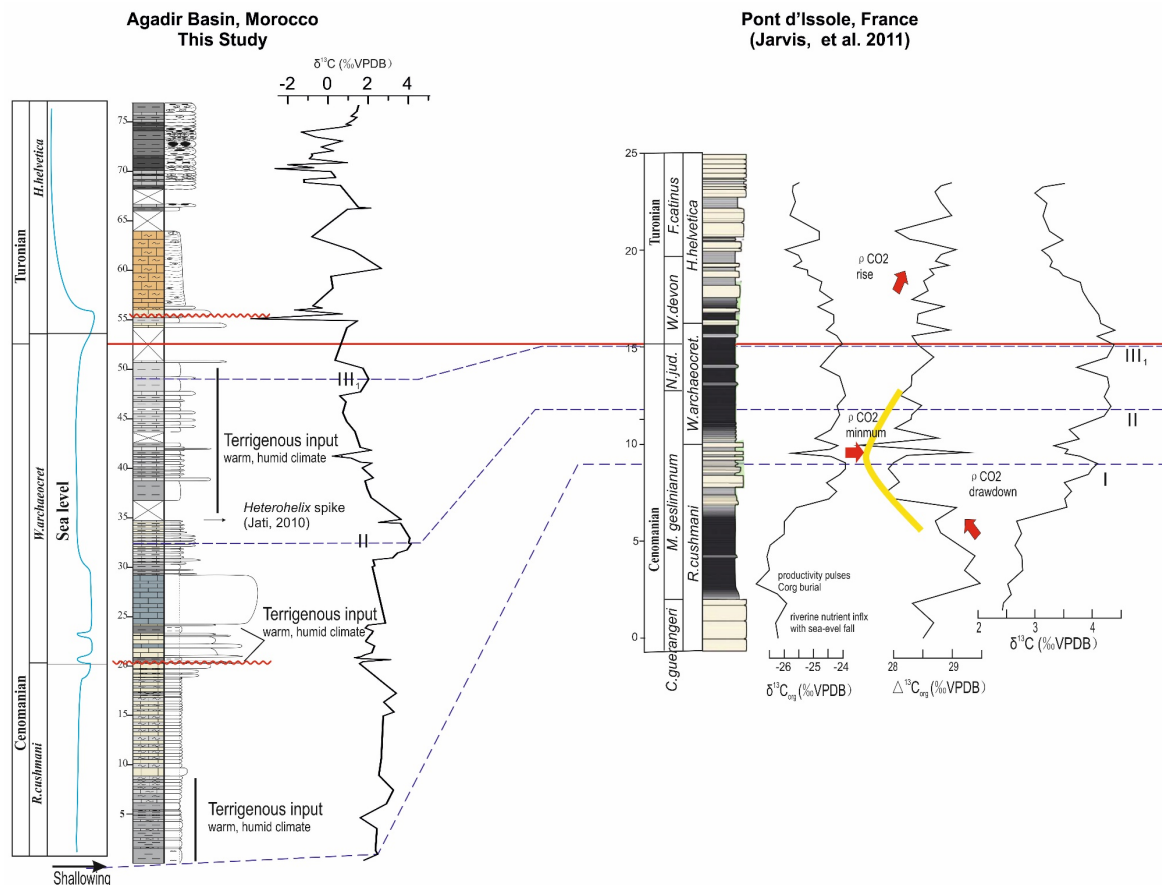 Agadir Basin, Morocco
This Study
Pont d'Issole, France
(Jarvis, et al. 2011)
δ¹³C (‰VPDB)
-2 0 2 4
Turonian
Cenomanian
H.helvetica
W.archaeocret
R.cushmani
Sea level
Shallowing
75
70
65
60
55
50
45
40
35
30
25
20
15
10
5
III₁
Terrigenous input
warm, humid climate
Heterohelix spike
(Jati, 2010)
II
Terrigenous input
warm, humid climate
Terrigenous input
warm, humid climate
25
20
15
10
5
0
Turonian
Cenomanian
F.catinus
W.devon
N.jud.
M. geslinianum
C.guerangeri
H.helvetica
W.archaeocret.
R.cushmani
ρ CO2
rise
ρ CO2
minimum
ρ CO2
drawdown
III₁
II
I
productivity pulses
Corg burial
riverine nutrient inflx
with sea-evel fall
-26 -25 -24
δ¹³Corg (‰VPDB)
28 29
△¹³Corg (‰VPDB)
2 3 4
δ¹³C (‰VPDB)